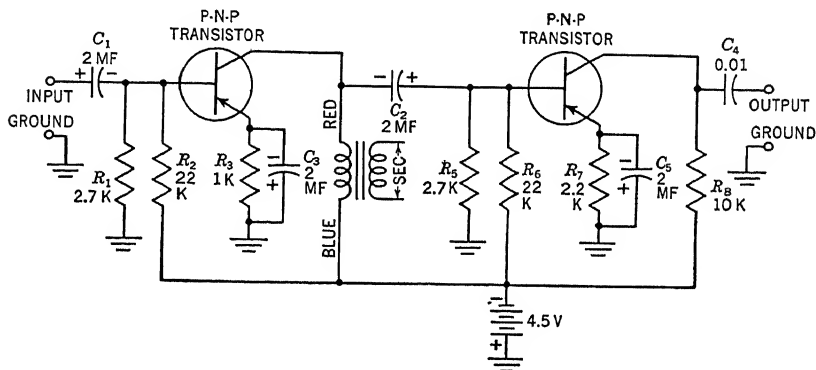 P-N-P
TRANSISTOR
P-N-P
TRANSISTOR
C1
2 MF
+ -
INPUT
GROUND
R1
2.7 K
R2
22
K
R3
1 K
- C3
+ 2
MF
RED
BLUE
SEC
- +
C2
2 MF
R5
2.7 K
R6
22
K
R7
2.2
K
- C5
+ 2
MF
C4
0.01
OUTPUT
GROUND
R8
10 K
-
4.5 V
+